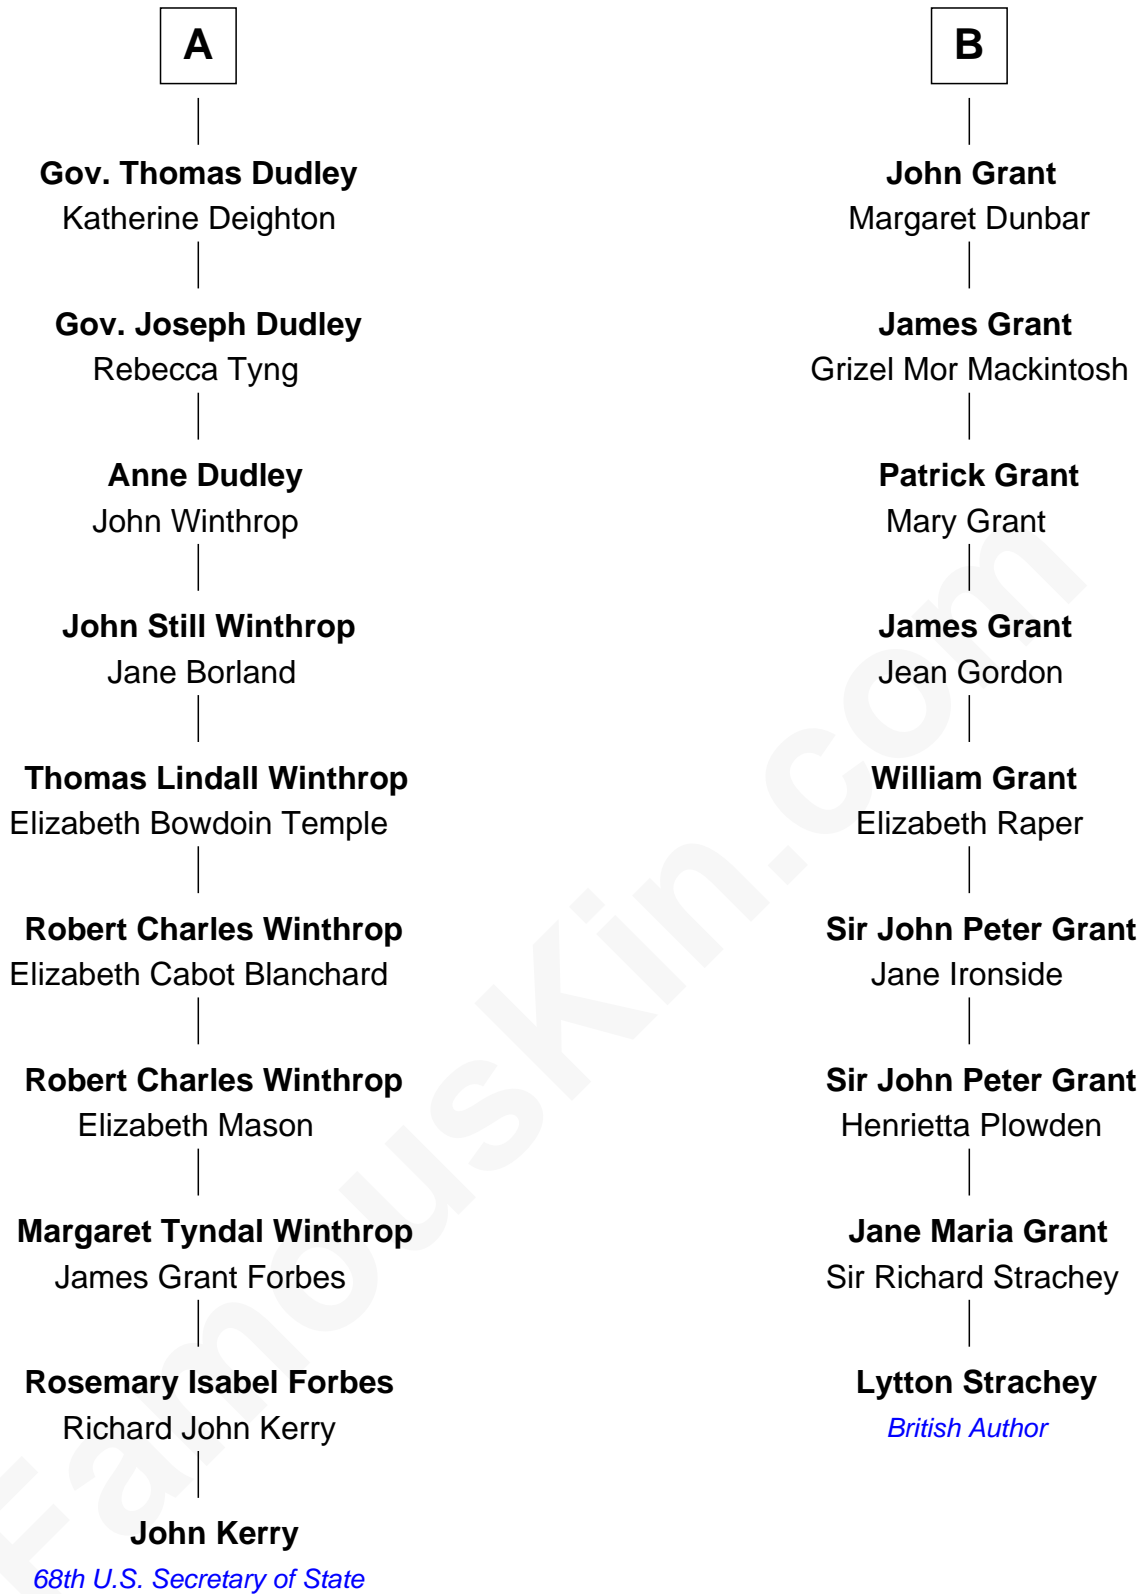 A
Gov. Thomas Dudley
Katherine Deighton
Gov. Joseph Dudley
Rebecca Tyng
Anne Dudley
John Winthrop
John Still Winthrop
Jane Borland
Thomas Lindall Winthrop
Elizabeth Bowdoin Temple
Robert Charles Winthrop
Elizabeth Cabot Blanchard
Robert Charles Winthrop
Elizabeth Mason
Margaret Tyndal Winthrop
James Grant Forbes
Rosemary Isabel Forbes
Richard John Kerry
John Kerry
68th U.S. Secretary of State
B
John Grant
Margaret Dunbar
James Grant
Grizel Mor Mackintosh
Patrick Grant
Mary Grant
James Grant
Jean Gordon
William Grant
Elizabeth Raper
Sir John Peter Grant
Jane Ironside
Sir John Peter Grant
Henrietta Plowden
Jane Maria Grant
Sir Richard Strachey
Lytton Strachey
British Author
FamousKin.com